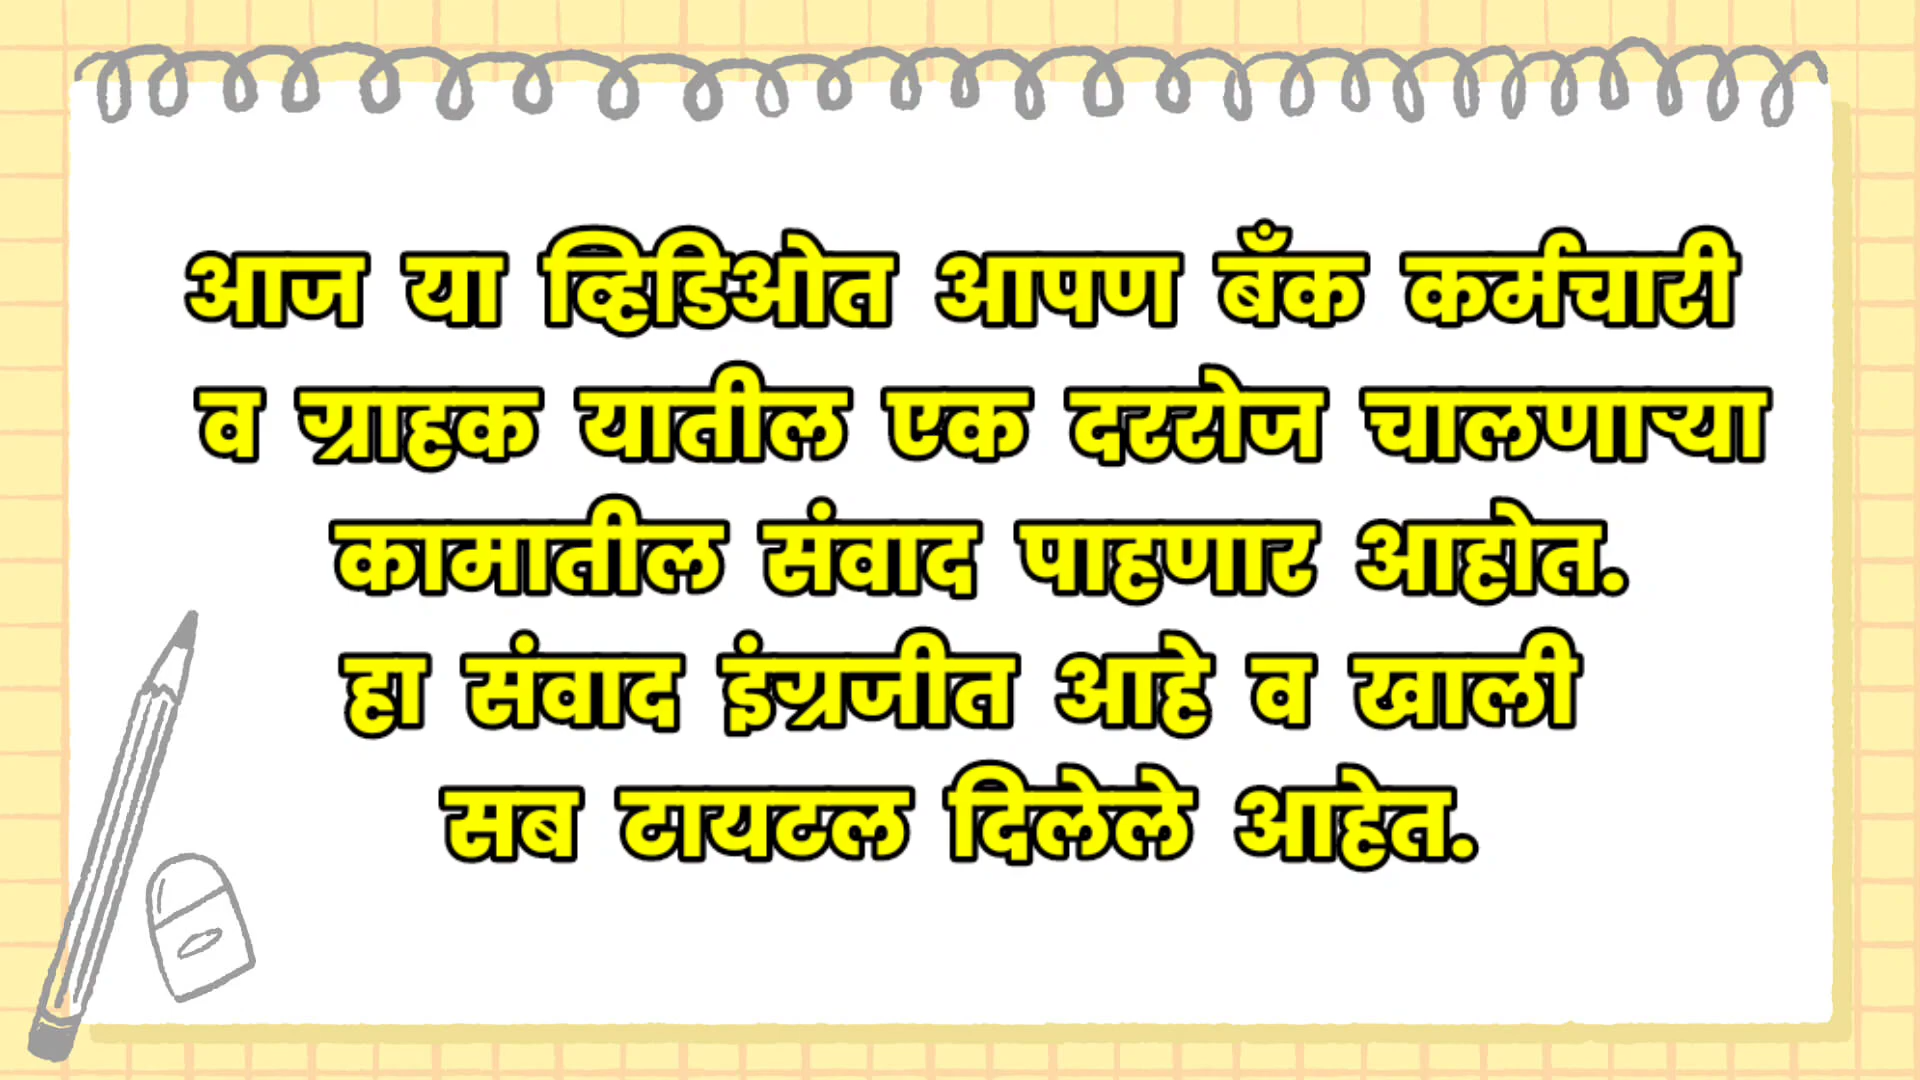 आज या व्हिडिओत आपण बँक कर्मचारी
व ग्राहक यातील एक दररोज चालणाऱ्या
कामातील संवाद पाहणार आहोत.
हा संवाद इंग्रजीत आहे व खाली
सब टायटल दिलेले आहेत.